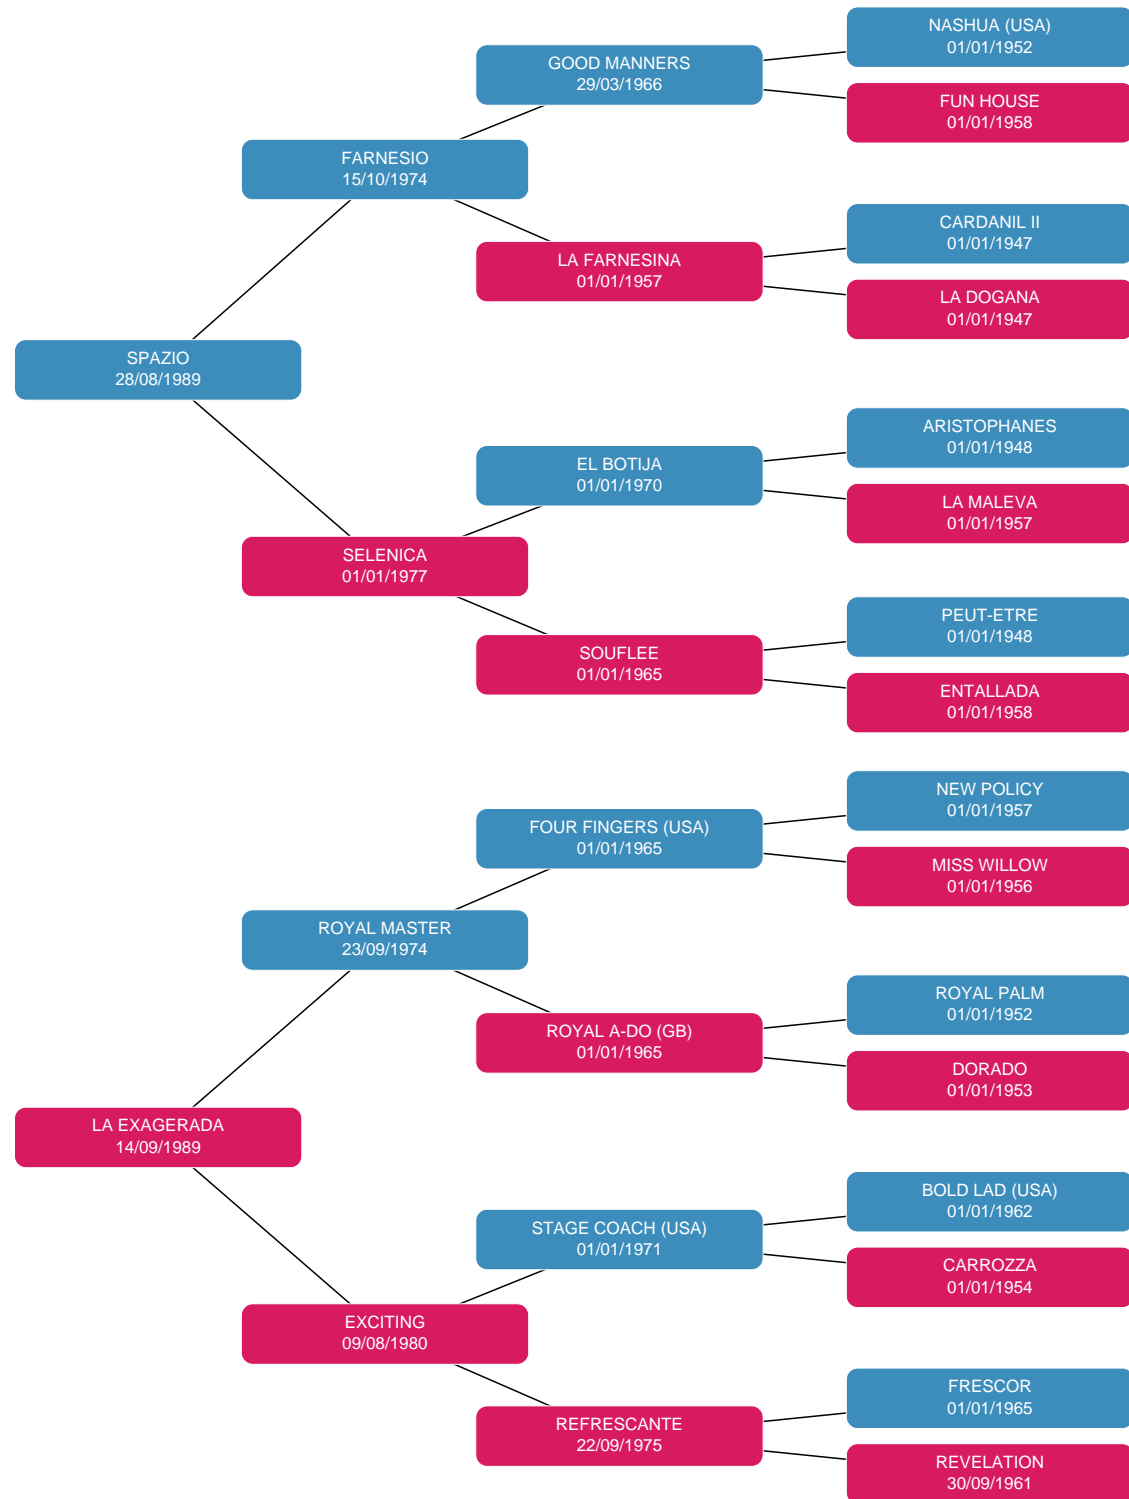 NASHUA (USA)
01/01/1952
GOOD MANNERS
29/03/1966
FUN HOUSE
01/01/1958
FARNESIO
15/10/1974
CARDANIL II
01/01/1947
LA FARNESINA
01/01/1957
LA DOGANA
01/01/1947
SPAZIO
28/08/1989
ARISTOPHANES
01/01/1948
EL BOTIJA
01/01/1970
LA MALEVA
01/01/1957
SELENICA
01/01/1977
PEUT-ETRE
01/01/1948
SOUFLEE
01/01/1965
ENTALLADA
01/01/1958
NEW POLICY
01/01/1957
FOUR FINGERS (USA)
01/01/1965
MISS WILLOW
01/01/1956
ROYAL MASTER
23/09/1974
ROYAL PALM
01/01/1952
ROYAL A-DO (GB)
01/01/1965
DORADO
01/01/1953
LA EXAGERADA
14/09/1989
BOLD LAD (USA)
01/01/1962
STAGE COACH (USA)
01/01/1971
CARROZZA
01/01/1954
EXCITING
09/08/1980
FRESCOR
01/01/1965
REFRESCANTE
22/09/1975
REVELATION
30/09/1961